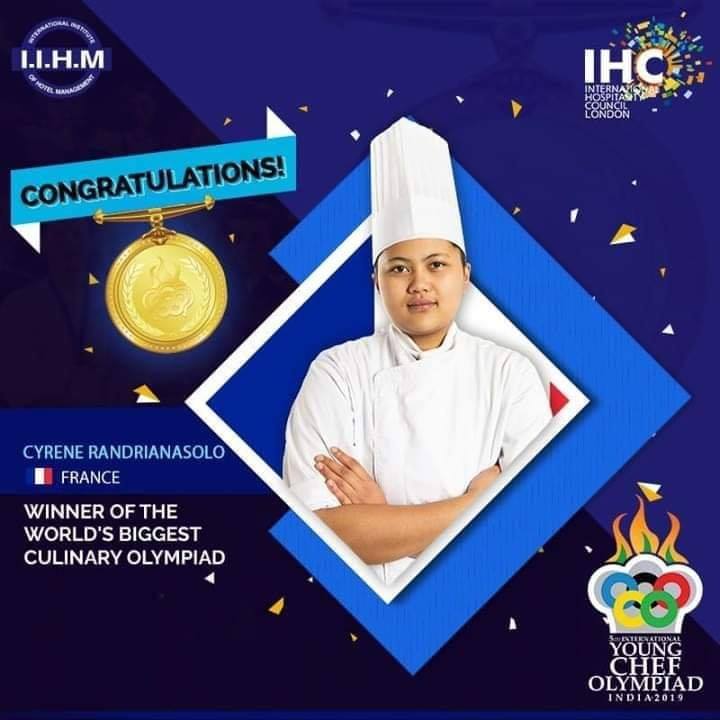 INTERNATIONAL INSTITUTE
I.I.H.M
OF HOTEL MANAGEMENT
IHC
INTERNATIONAL
HOSPITALITY
COUNCIL
LONDON
CONGRATULATIONS!
CYRENE RANDRIANASOLO
FRANCE
WINNER OF THE
WORLD'S BIGGEST
CULINARY OLYMPIAD
5TH INTERNATIONAL
YOUNG
CHEF
OLYMPIAD
INDIA 2019